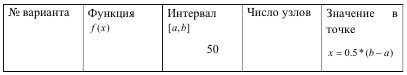 № варианта
Функция
f (x)
Интервал
[a,b]
50
Число узлов
Значение в
точке
x = 0.5*(b − a)